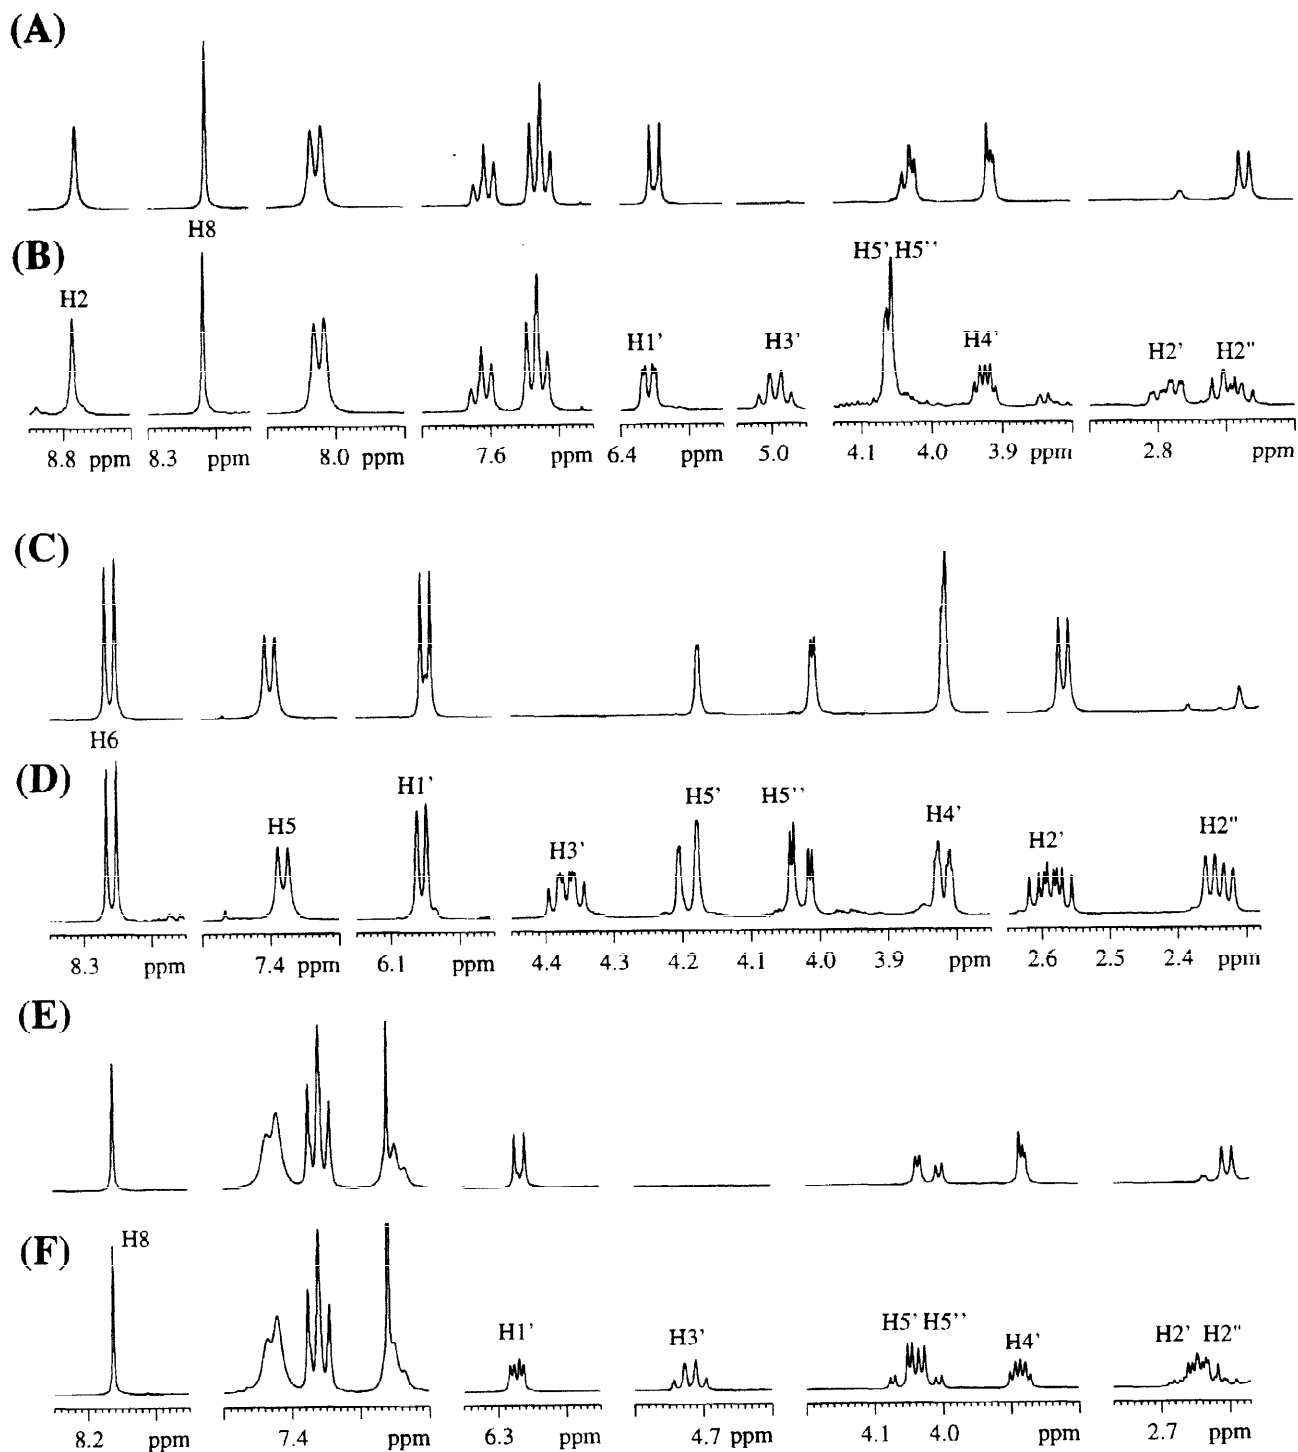 (A)
H8
(B)
H5' H5''
H2
H1'
H3'
H4'
H2'
H2"
8.8 ppm
8.3 ppm
8.0 ppm
7.6 ppm
6.4 ppm
5.0 ppm
4.1 4.0 3.9 ppm
2.8 ppm
(C)
H6
(D)
H1'
H5' H5''
H5
H3'
H4'
H2'
H2"
8.3 ppm
7.4 ppm
6.1 ppm
4.4 4.3 4.2 4.1 4.0 3.9 ppm
2.6 2.5 2.4 ppm
(E)
(F)
H8
H1'
H3'
H5' H5''
H4'
H2' H2"
8.2 ppm
7.4 ppm
6.3 ppm
4.7 ppm
4.1 4.0 ppm
2.7 ppm